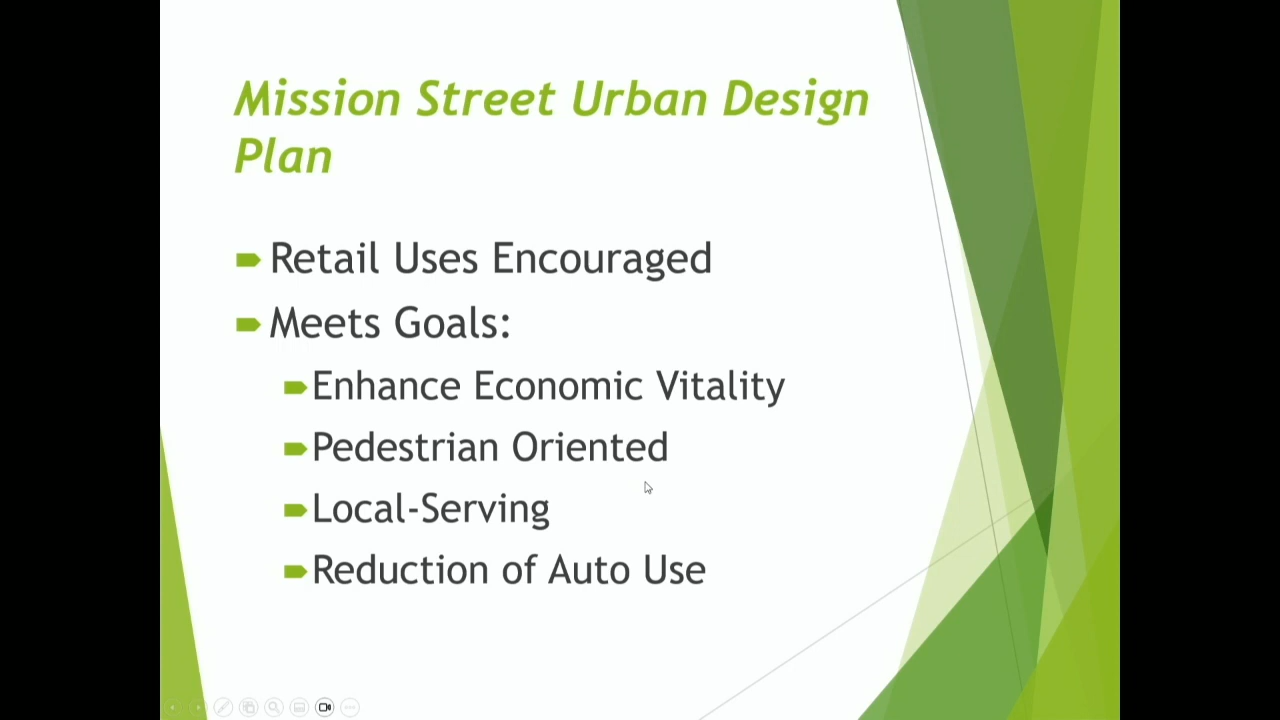 Mission Street Urban Design
Plan
Retail Uses Encouraged
Meets Goals:
Enhance Economic Vitality
Pedestrian Oriented
Local-Serving
Reduction of Auto Use